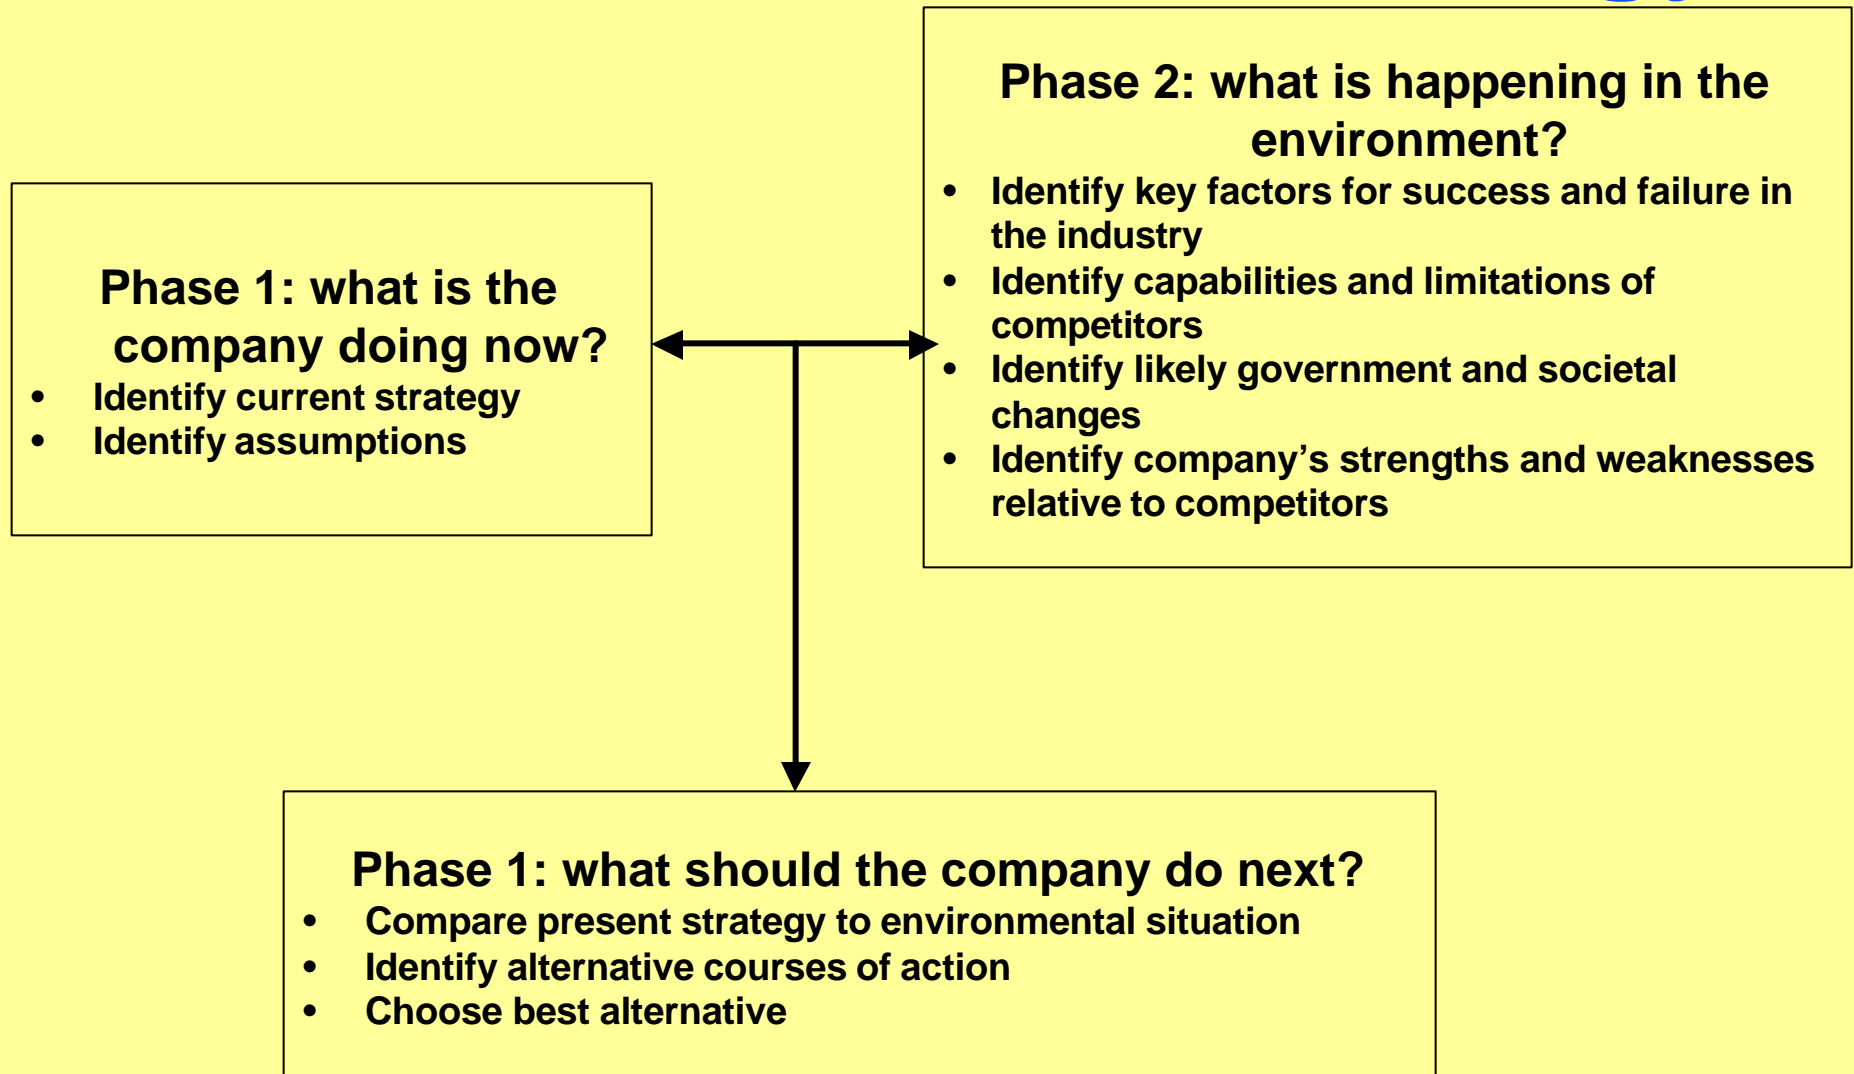 Phase 1: what is the
company doing now?
• Identify current strategy
• Identify assumptions
Phase 2: what is happening in the
environment?
• Identify key factors for success and failure in
the industry
• Identify capabilities and limitations of
competitors
• Identify likely government and societal
changes
• Identify company’s strengths and weaknesses
relative to competitors
Phase 1: what should the company do next?
• Compare present strategy to environmental situation
• Identify alternative courses of action
• Choose best alternative